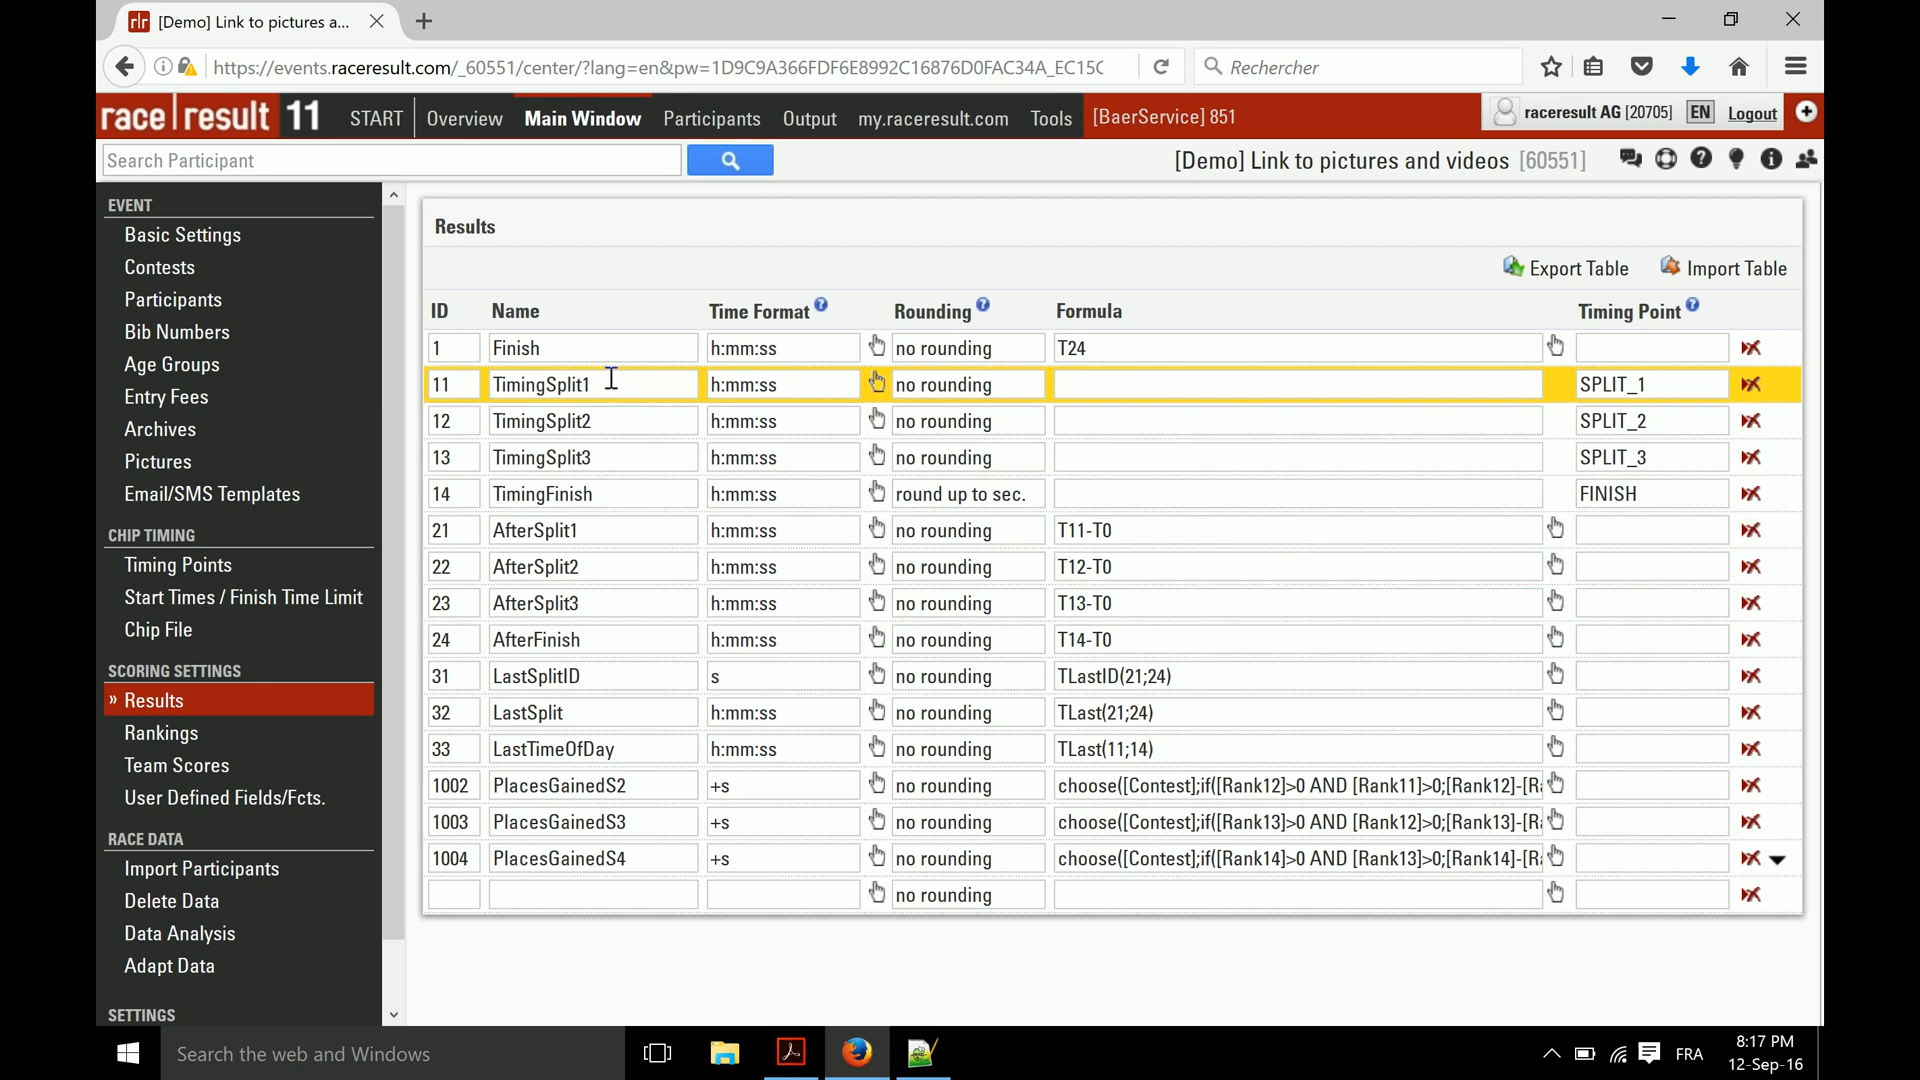 [Demo] Link to pictures a...
https://events.raceresult.com/_60551/center/?lang=en&pw=1D9C9A366FDF6E8992C16876D0FAC34A_EC15C
Rechercher
race|result 11
START Overview Main Window Participants Output my.raceresult.com Tools [BaerService] 851 raceresult AG [20705] EN Logout
Search Participant
[Demo] Link to pictures and videos [60551]
EVENT
Basic Settings
Contests
Participants
Bib Numbers
Age Groups
Entry Fees
Archives
Pictures
Email/SMS Templates
CHIP TIMING
Timing Points
Start Times / Finish Time Limit
Chip File
SCORING SETTINGS
» Results
Rankings
Team Scores
User Defined Fields/Fcts.
RACE DATA
Import Participants
Delete Data
Data Analysis
Adapt Data
SETTINGS
Results
Export Table Import Table
ID Name Time Format Rounding Formula Timing Point
1 Finish h:mm:ss no rounding T24
11 TimingSplit1 h:mm:ss no rounding SPLIT_1
12 TimingSplit2 h:mm:ss no rounding SPLIT_2
13 TimingSplit3 h:mm:ss no rounding SPLIT_3
14 TimingFinish h:mm:ss round up to sec. FINISH
21 AfterSplit1 h:mm:ss no rounding T11-T0
22 AfterSplit2 h:mm:ss no rounding T12-T0
23 AfterSplit3 h:mm:ss no rounding T13-T0
24 AfterFinish h:mm:ss no rounding T14-T0
31 LastSplitID s no rounding TLastID(21;24)
32 LastSplit h:mm:ss no rounding TLast(21;24)
33 LastTimeOfDay h:mm:ss no rounding TLast(11;14)
1002 PlacesGainedS2 +s no rounding choose([Contest];if([Rank12]>0 AND [Rank11]>0;[Rank12]-[R
1003 PlacesGainedS3 +s no rounding choose([Contest];if([Rank13]>0 AND [Rank12]>0;[Rank13]-[R
1004 PlacesGainedS4 +s no rounding choose([Contest];if([Rank14]>0 AND [Rank13]>0;[Rank14]-[R
no rounding
Search the web and Windows
FRA
8:17 PM
12-Sep-16